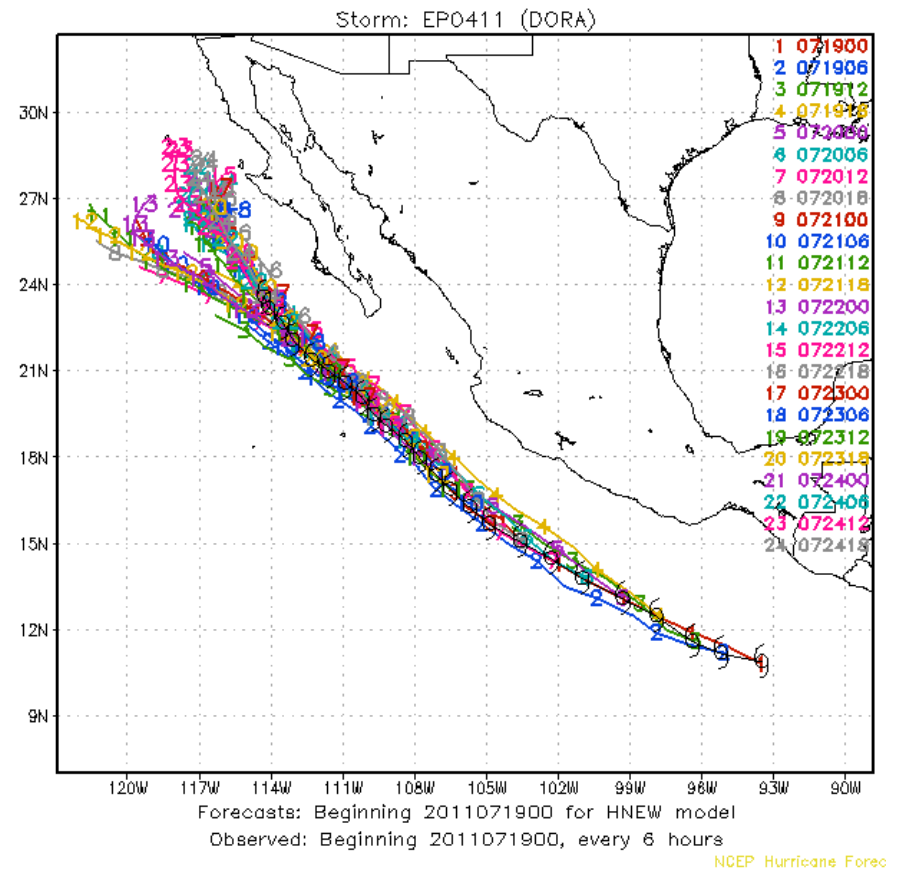 Storm: EP0411 (DORA)
1 071900
2 071906
3 071912
4 071918
5 072000
6 072006
7 072012
8 072018
9 072100
10 072106
11 072112
12 072118
13 072200
14 072206
15 072212
16 072218
17 072300
18 072306
19 072312
20 072318
21 072400
22 072406
23 072412
24 072418
30N
27N
24N
21N
18N
15N
12N
9N
120W 117W 114W 111W 108W 105W 102W 99W 96W 93W 90W
Forecasts: Beginning 2011071900 for HNEW model
Observed: Beginning 2011071900, every 6 hours
NCEP Hurricane Forec